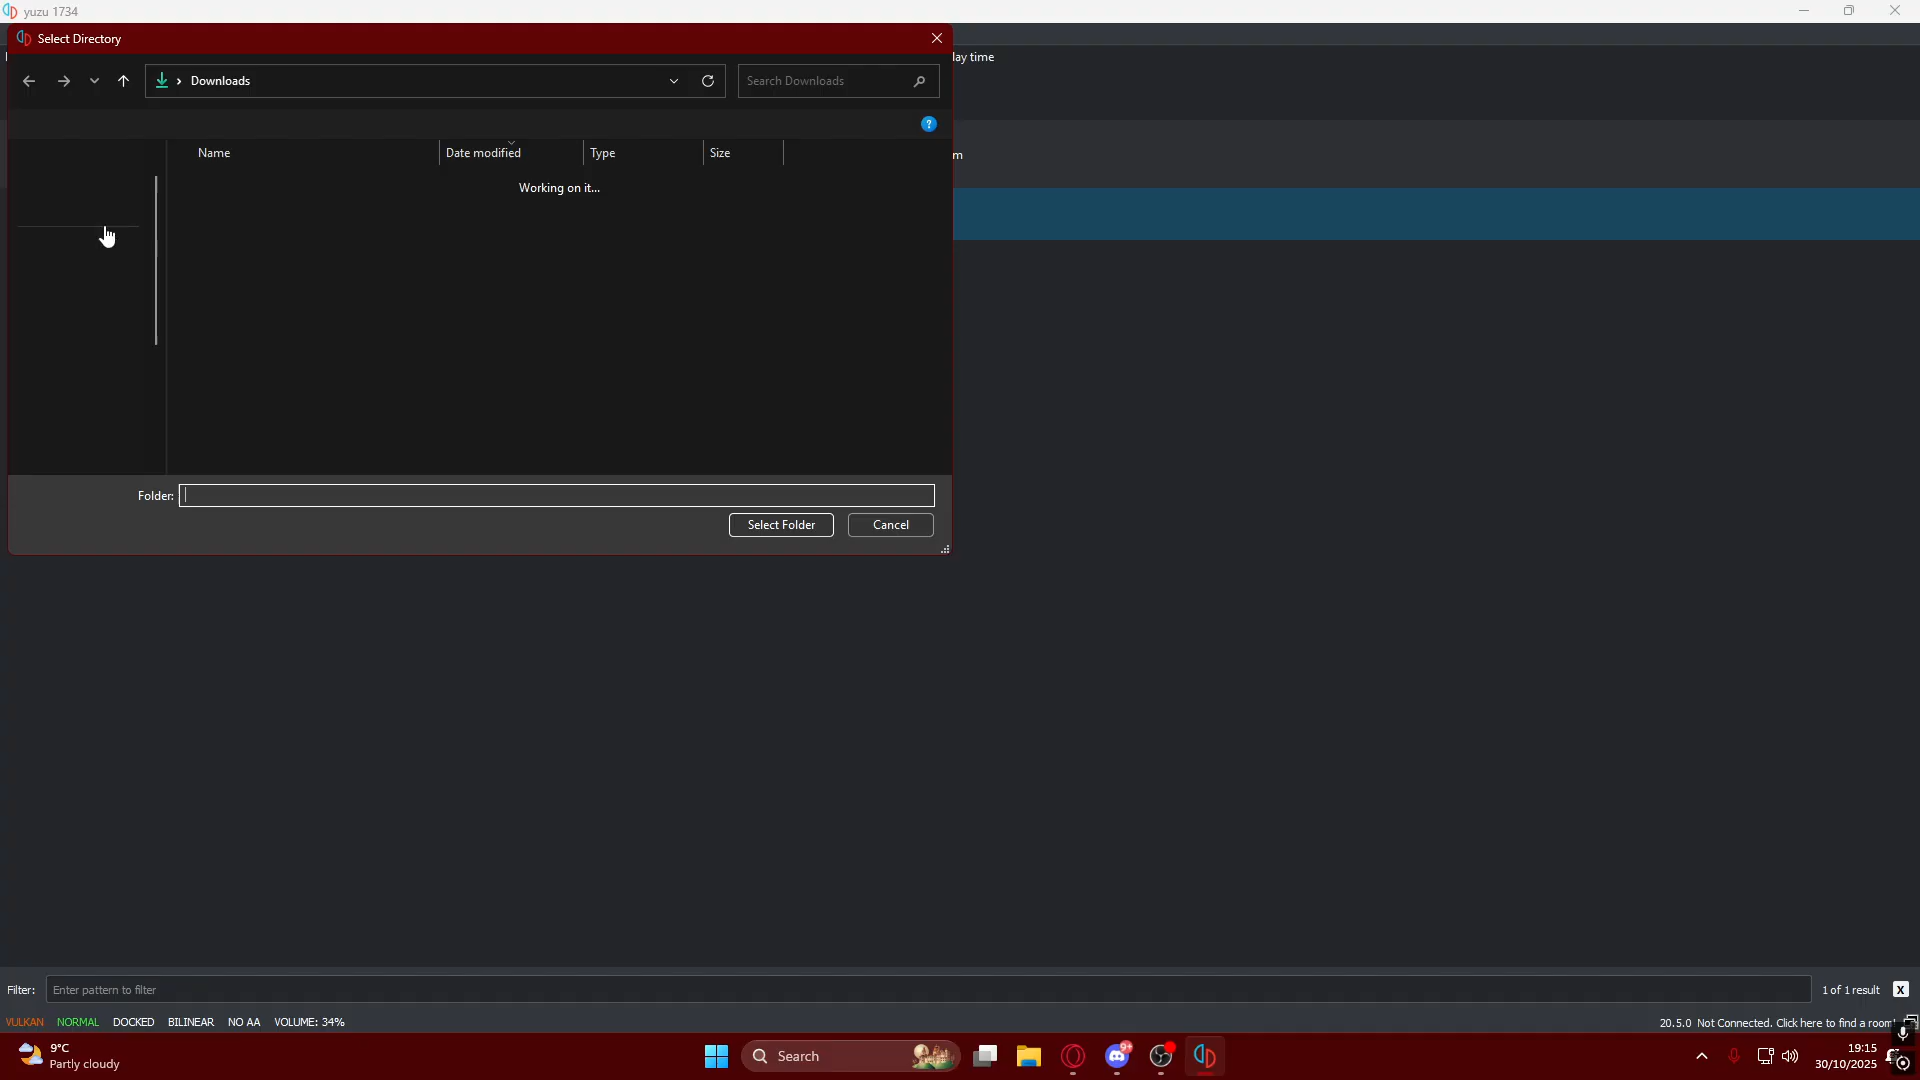 yuzu 1734
Select Directory
lay time
Downloads
Search Downloads
?
Name
Date modified
Type
Size
m
Working on it...
Folder:
Select Folder
Cancel
Filter:
Enter pattern to filter
1 of 1 result
X
VULKAN NORMAL DOCKED BILINEAR NO AA VOLUME: 34%
20.5.0 Not Connected. Click here to find a room!
9°C
Partly cloudy
Search
9+
19:15
30/10/2025